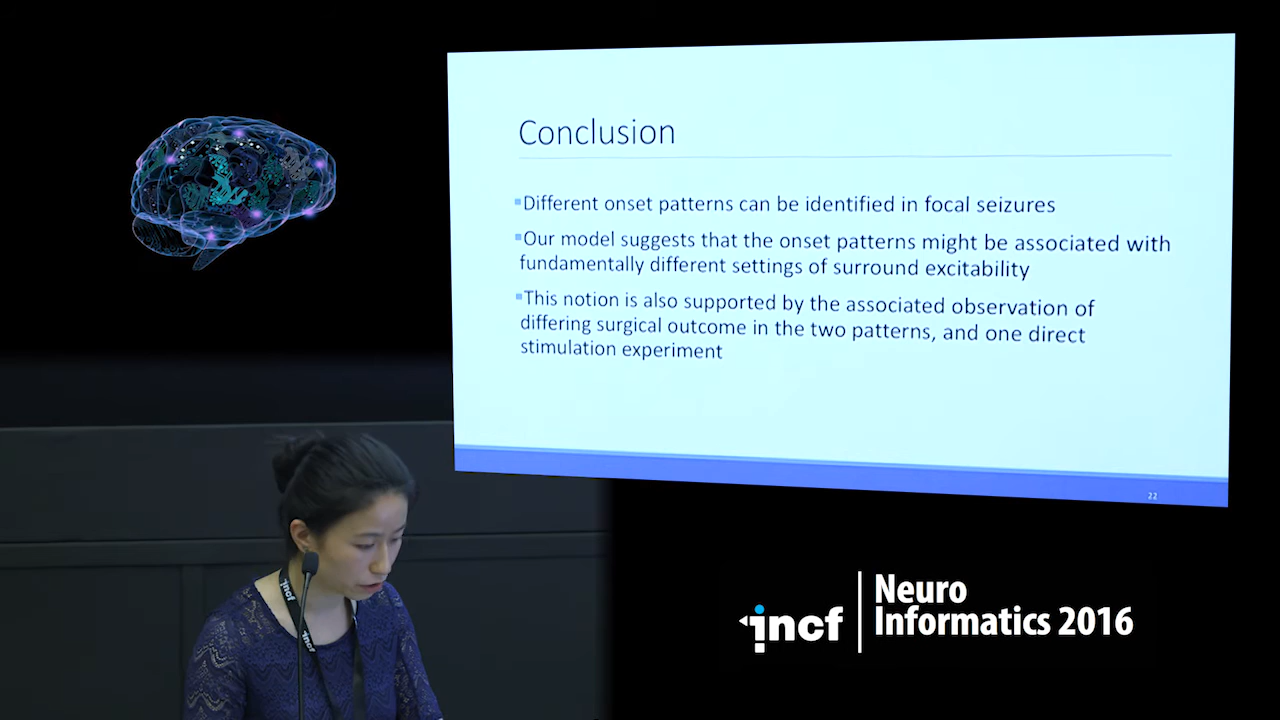 Conclusion
▪Different onset patterns can be identified in focal seizures
▪Our model suggests that the onset patterns might be associated with
fundamentally different settings of surround excitability
▪This notion is also supported by the associated observation of
differing surgical outcome in the two patterns, and one direct
stimulation experiment
22
incf
incf
incf
Neuro
Informatics 2016